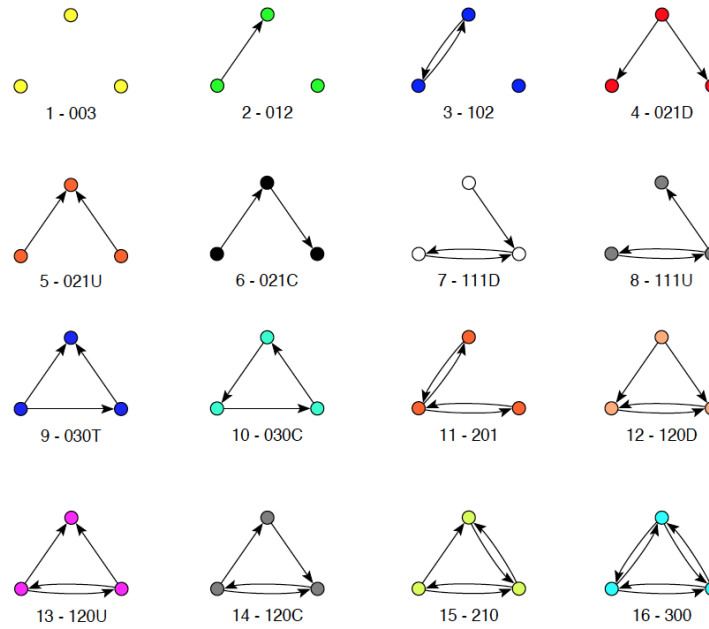 1 - 003
2 - 012
3 - 102
4 - 021D
5 - 021U
6 - 021C
7 - 111D
8 - 111U
9 - 030T
10 - 030C
11 - 201
12 - 120D
13 - 120U
14 - 120C
15 - 210
16 - 300